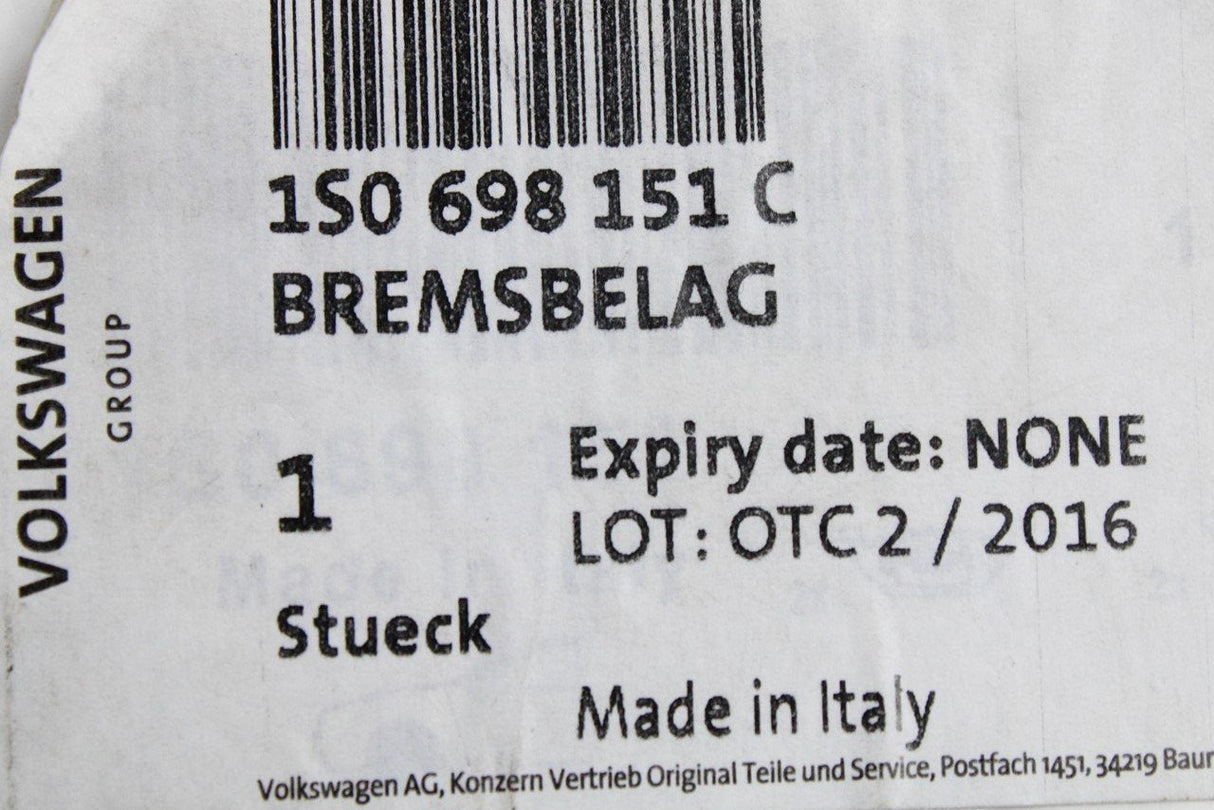 VOLKSWAGEN
GROUP
1S0 698 151 C
BREMSBELAG
1
Expiry date: NONE
LOT: OTC 2 / 2016
Stueck
Made in Italy
Volkswagen AG, Konzern Vertrieb Original Teile und Service, Postfach 1451, 34219